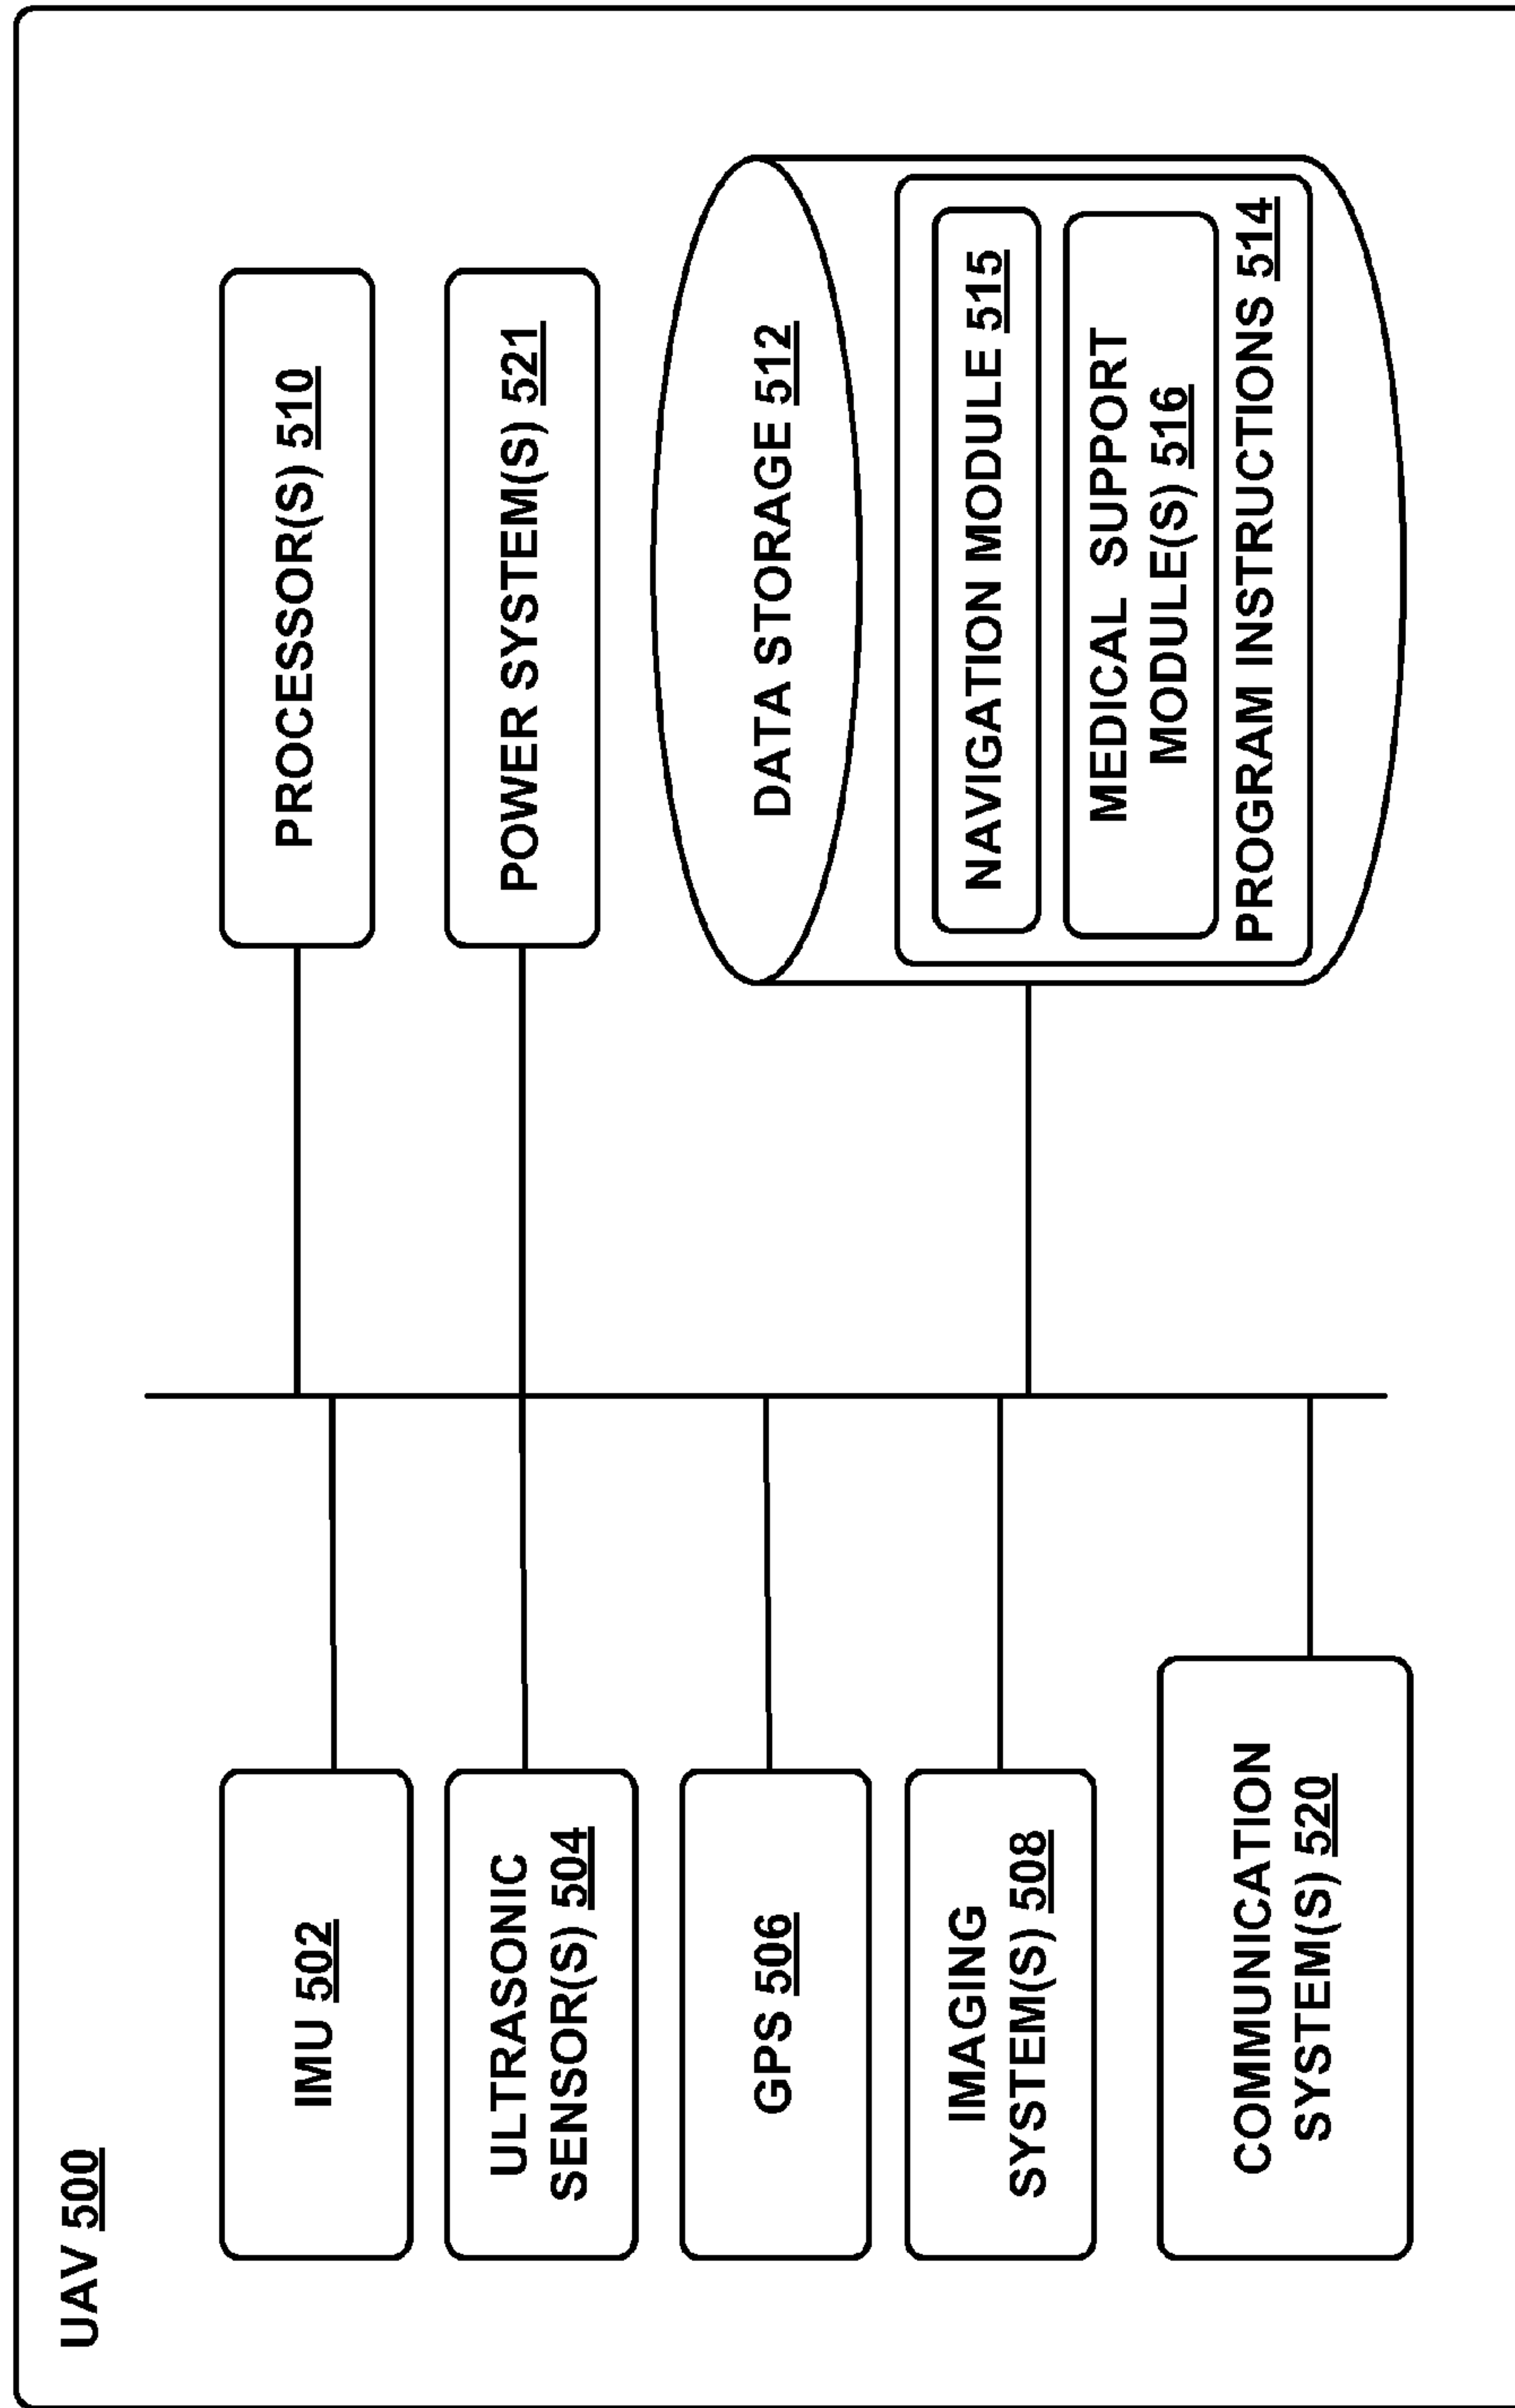 UAV 500
IMU 502
ULTRASONIC
SENSOR(S) 504
GPS 506
IMAGING
SYSTEM(S) 508
COMMUNICATION
SYSTEM(S) 520
PROCESSOR(S) 510
POWER SYSTEM(S) 521
DATA STORAGE 512
NAVIGATION MODULE 515
MEDICAL SUPPORT
MODULE(S) 516
PROGRAM INSTRUCTIONS 514